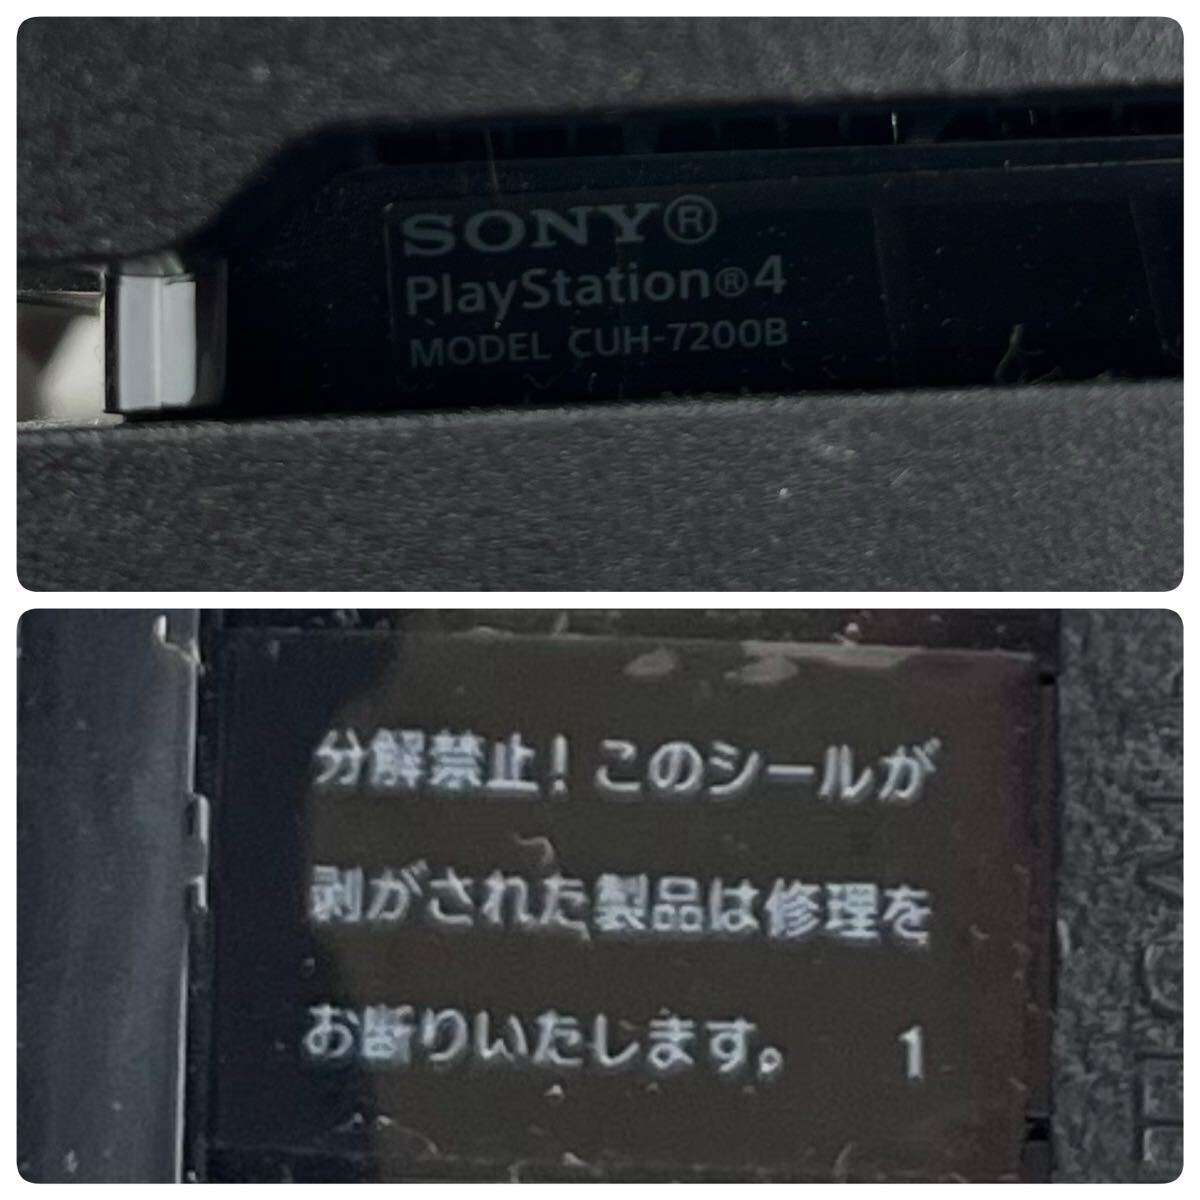 SONY®
PlayStation®4
MODEL CUH-7200B
分解禁止！このシールが
剥がされた製品は修理を
お断りいたします。 1